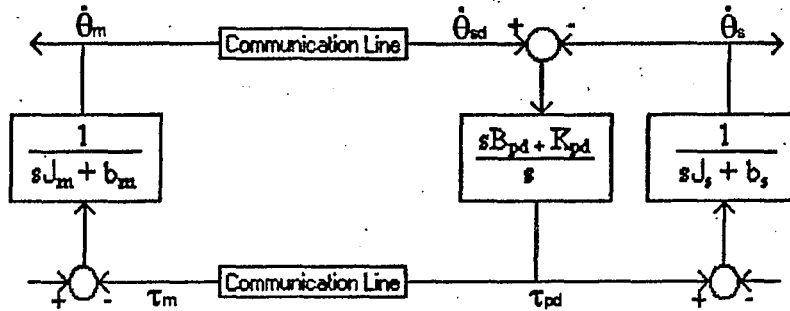 θ̇m
Communication Line
θ̇sd
+
-
θ̇s
1
sJm + bm
sBpd + Kpd
s
1
sJs + bs
+
-
τm
Communication Line
τpd
+
-